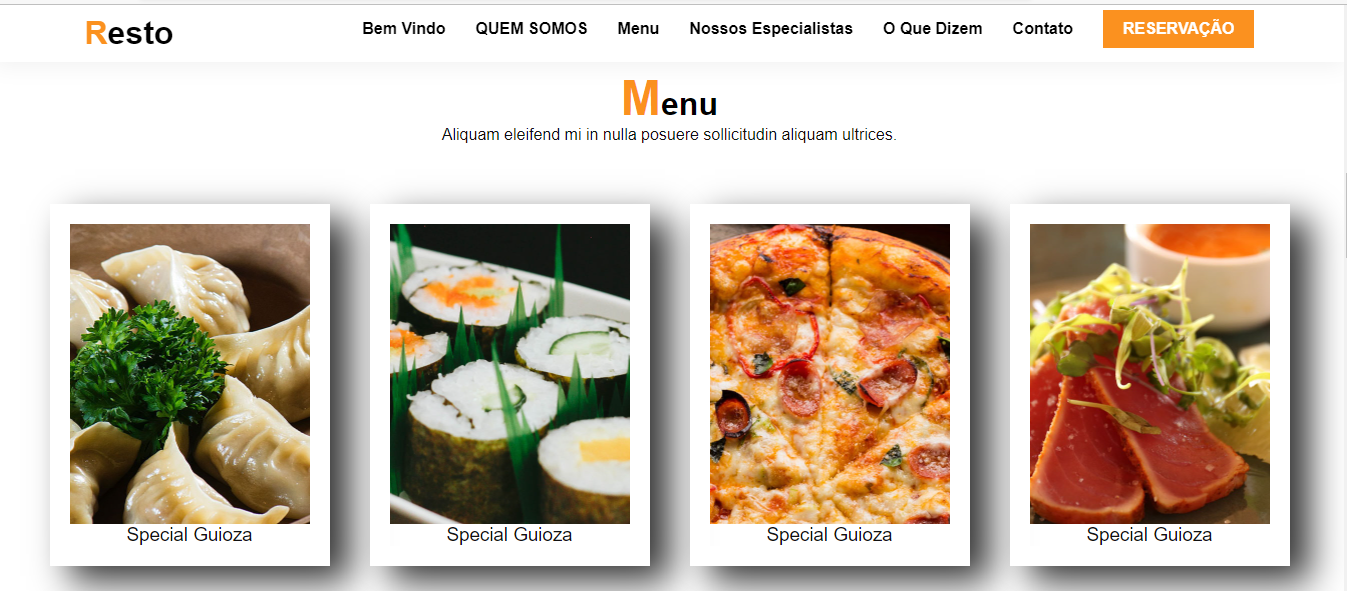 Resto
Bem Vindo QUEM SOMOS Menu Nossos Especialistas O Que Dizem Contato RESERVAÇÃO
Menu
Aliquam eleifend mi in nulla posuere sollicitudin aliquam ultrices.
Special Guioza
Special Guioza
Special Guioza
Special Guioza